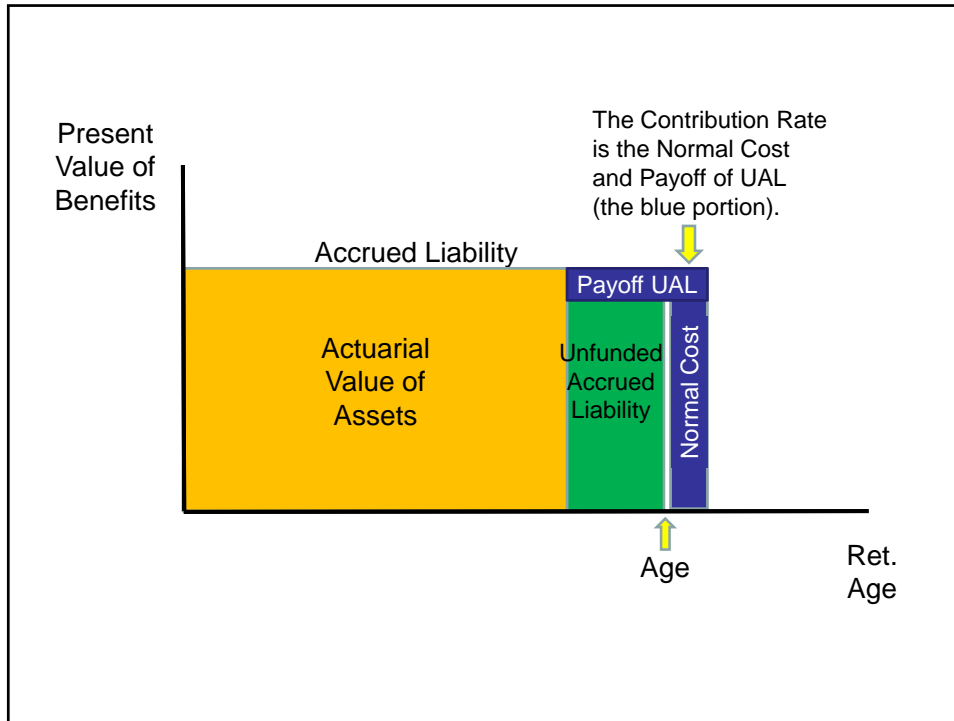 Present
Value of
Benefits
The Contribution Rate
is the Normal Cost
and Payoff of UAL
(the blue portion).
Accrued Liability
Payoff UAL
Actuarial
Value of
Assets
Unfunded
Accrued
Liability
Normal Cost
Age
Ret.
Age